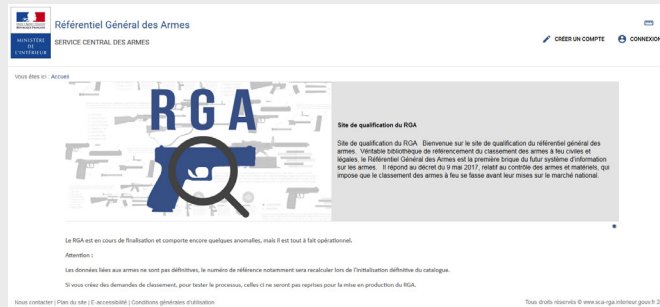 Référentiel Général des Armes
MINISTÈRE
DE
L'INTÉRIEUR
SERVICE CENTRAL DES ARMES
CRÉER UN COMPTE
CONNEXION
Vous êtes ici : Accueil
RGA
Site de qualification du RGA
Site de qualification du RGA Bienvenue sur le site de qualification du référentiel général des
armes. Véritable bibliothèque de référencement du classement des armes à feu civiles et
légales, le Référentiel Général des Armes est la première brique du futur système d'information
sur les armes. Il répond au décret du 9 mai 2017, relatif au contrôle des armes et matériels, qui
impose que le classement des armes à feu se fasse avant leur mises sur le marché national.
Le RGA est en cours de finalisation et comporte encore quelques anomalies, mais il est tout à fait opérationnel.
Attention :
Les données liées aux armes ne sont pas définitives, le numéro de référence notamment sera recalculer lors de l'initialisation définitive du catalogue.
Si vous créez des demandes de classement, pour tester le processus, celles ci ne seront pas reprises pour la mise en production du RGA.
Nous contacter | Plan du site | E-accessibilité | Conditions générales d'utilisation
Tous droits réservés © www.sca-rga.interieur.gouv.fr 2